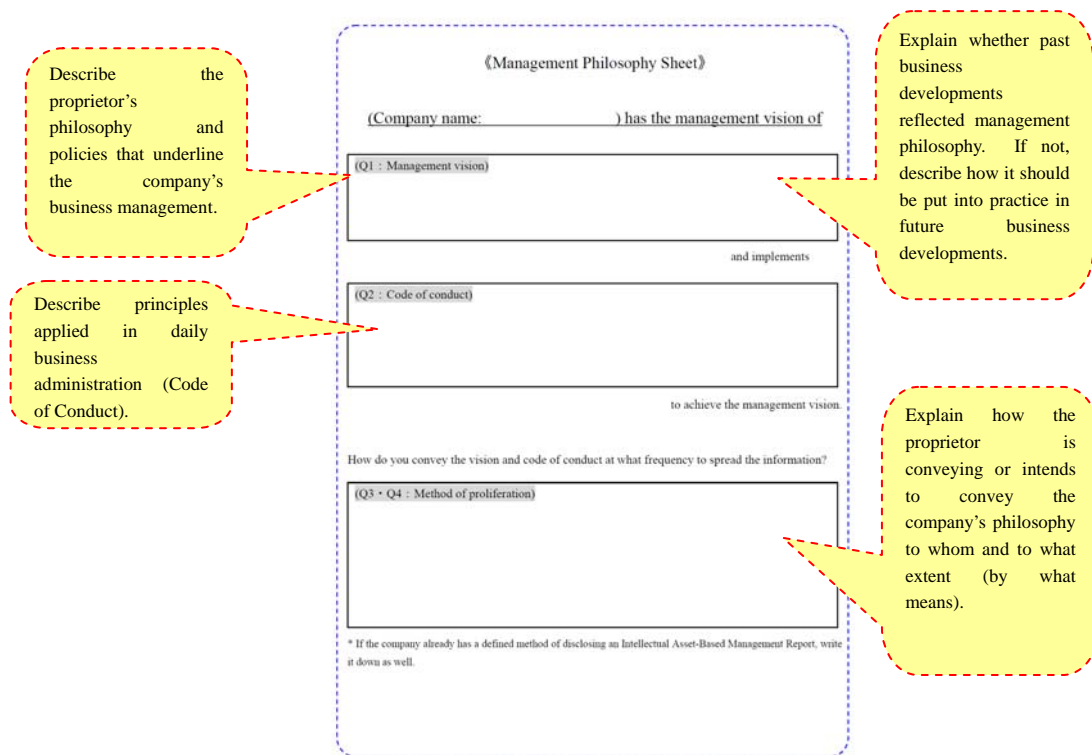 Describe the
proprietor's
philosophy and
policies that underline
the company's
business management.
《Management Philosophy Sheet》
(Company name: ) has the management vision of
(Q1：Management vision)
and implements
Explain whether past
business
developments
reflected management
philosophy. If not,
describe how it should
be put into practice in
future business
developments.
Describe principles
applied in daily
business
administration (Code
of Conduct).
(Q2：Code of conduct)
to achieve the management vision.
How do you convey the vision and code of conduct at what frequency to spread the information?
(Q3・Q4：Method of proliferation)
* If the company already has a defined method of disclosing an Intellectual Asset-Based Management Report, write
it down as well.
Explain how the
proprietor is
conveying or intends
to convey the
company's philosophy
to whom and to what
extent (by what
means).